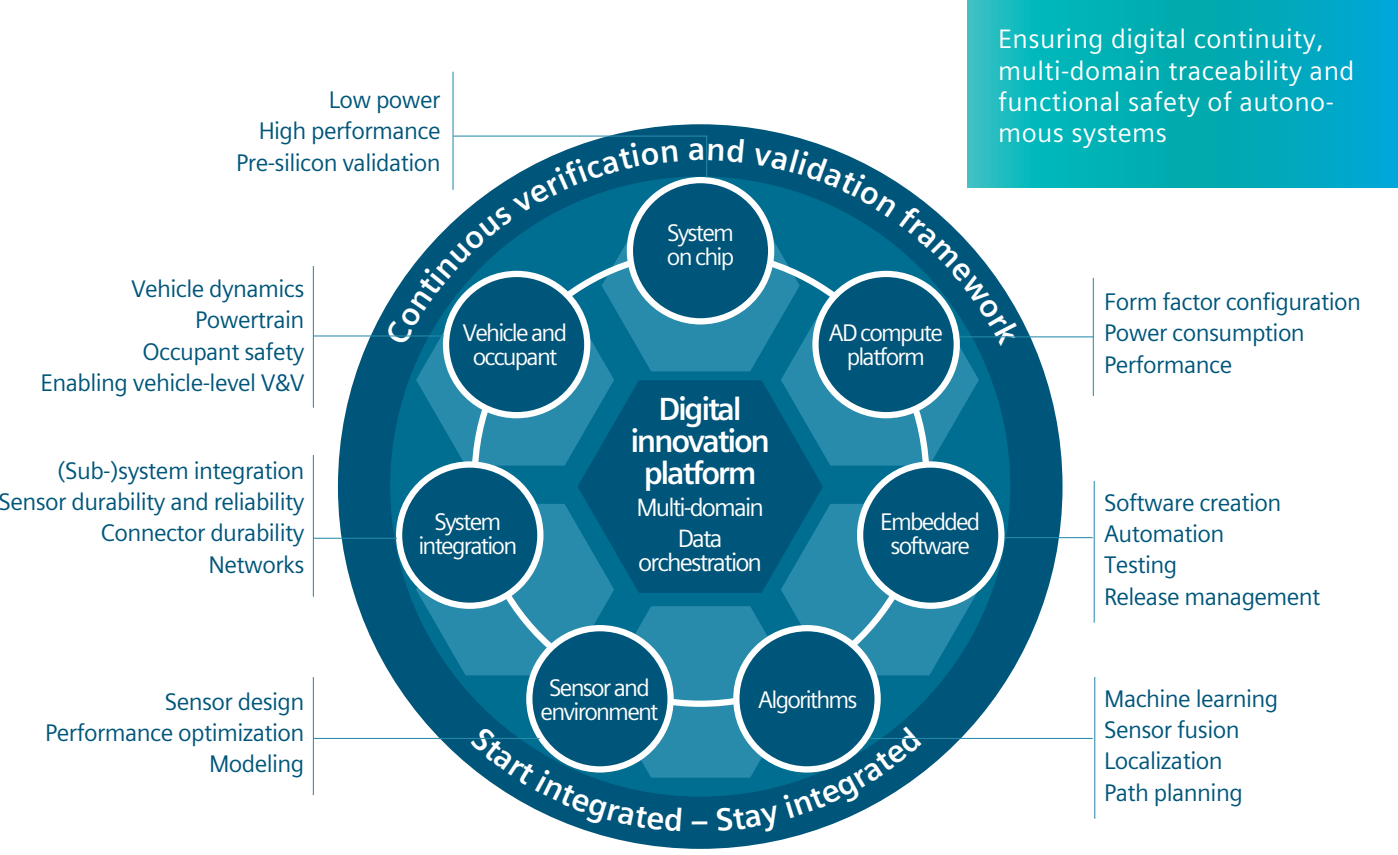 Ensuring digital continuity,
multi-domain traceability and
functional safety of autono-
mous systems
Low power
High performance
Pre-silicon validation
Continuous verification and validation framework
System
on chip
Vehicle dynamics
Powertrain
Occupant safety
Enabling vehicle-level V&V
Vehicle and
occupant
AD compute
platform
Form factor configuration
Power consumption
Performance
Digital
innovation
platform
Multi-domain
Data
orchestration
(Sub-)system integration
Sensor durability and reliability
Connector durability
Networks
System
integration
Embedded
software
Software creation
Automation
Testing
Release management
Sensor design
Performance optimization
Modeling
Sensor and
environment
Algorithms
Machine learning
Sensor fusion
Localization
Path planning
Start integrated – Stay integrated